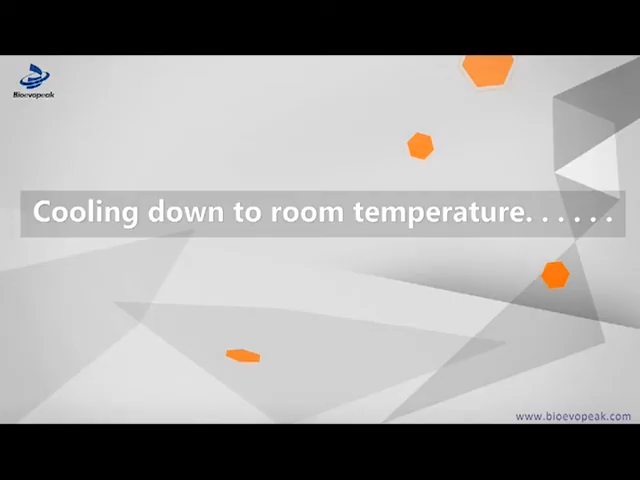 Bioevopeak
Cooling down to room temperature. . . . . .
www.bioevopeak.com